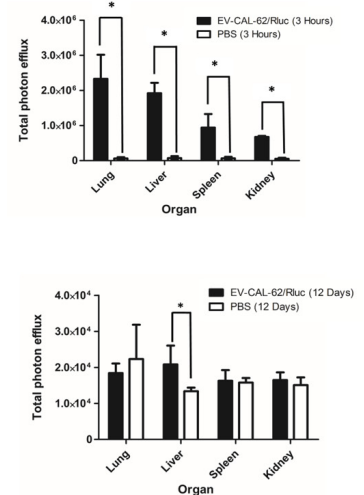 EV-CAL-62/Rluc (3 Hours)
PBS (3 Hours)
Total photon efflux
4.0×10⁶
3.0×10⁶
2.0×10⁶
1.0×10⁶
0
*
*
*
*
Lung
Liver
Spleen
Kidney
Organ
EV-CAL-62/Rluc (12 Days)
PBS (12 Days)
Total photon efflux
4.0×10⁴
3.0×10⁴
2.0×10⁴
1.0×10⁴
0
*
Lung
Liver
Spleen
Kidney
Organ